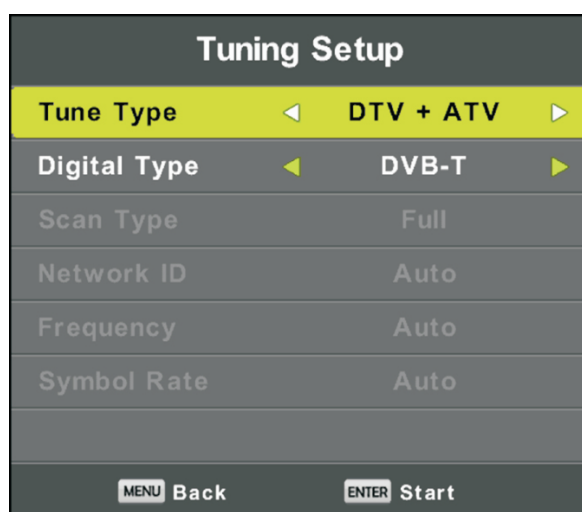 Tuning Setup
Tune Type DTV + ATV
Digital Type DVB-T
Scan Type Full
Network ID Auto
Frequency Auto
Symbol Rate Auto
MENU Back ENTER Start